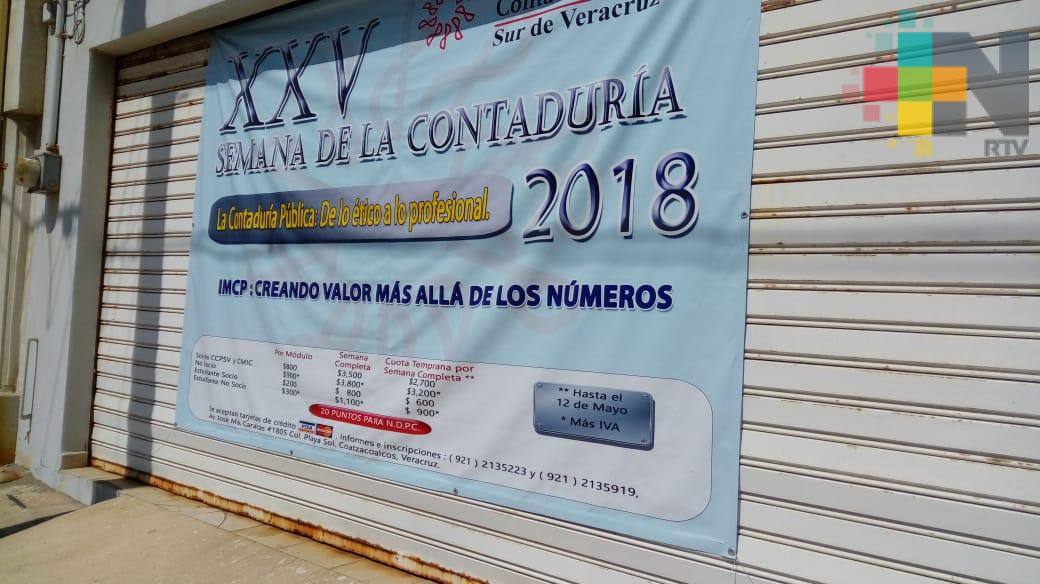 Sur de Veracruz
XXV
SEMANA DE LA CONTADURÍA
2018
La Contaduría Pública: De lo ético a lo profesional.
IMCP : CREANDO VALOR MÁS ALLÁ DE LOS NÚMEROS
Por Módulo Semana Completa Cuota Temprana por Semana Completa **
Socio CCPSV y CMIC $800 $3,500 $2,700
No Socio $900* $3,800* $3,200*
Estudiante Socio $200 $ 800 $ 600
Estudiante No Socio $300* $1,100* $ 900*
20 PUNTOS PARA N.D.P.C.
** Hasta el
12 de Mayo
* Más IVA
Se aceptan tarjetas de crédito VISA MasterCard . Informes e inscripciones : ( 921 ) 2135223 y ( 921 ) 2135919,
Av. José Ma. #1805 Col. Playa Sol, Coatzacoalcos, Veracruz.
N
RTV